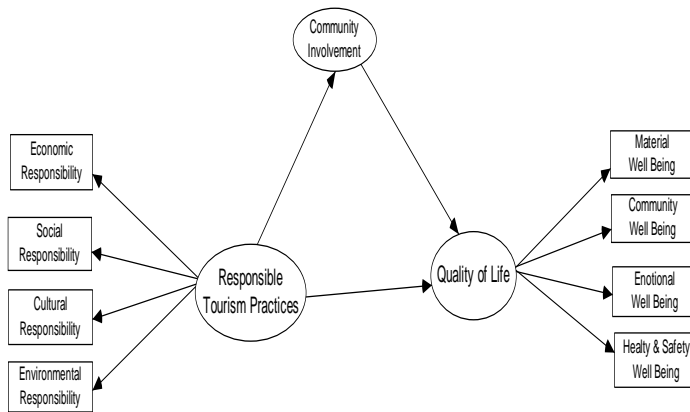 Community
Involvement
Economic
Responsibility
Social
Responsibility
Cultural
Responsibility
Environmental
Responsibility
Responsible
Tourism Practices
Quality of Life
Material
Well Being
Community
Well Being
Enotional
Well Being
Healty & Safety
Well Being